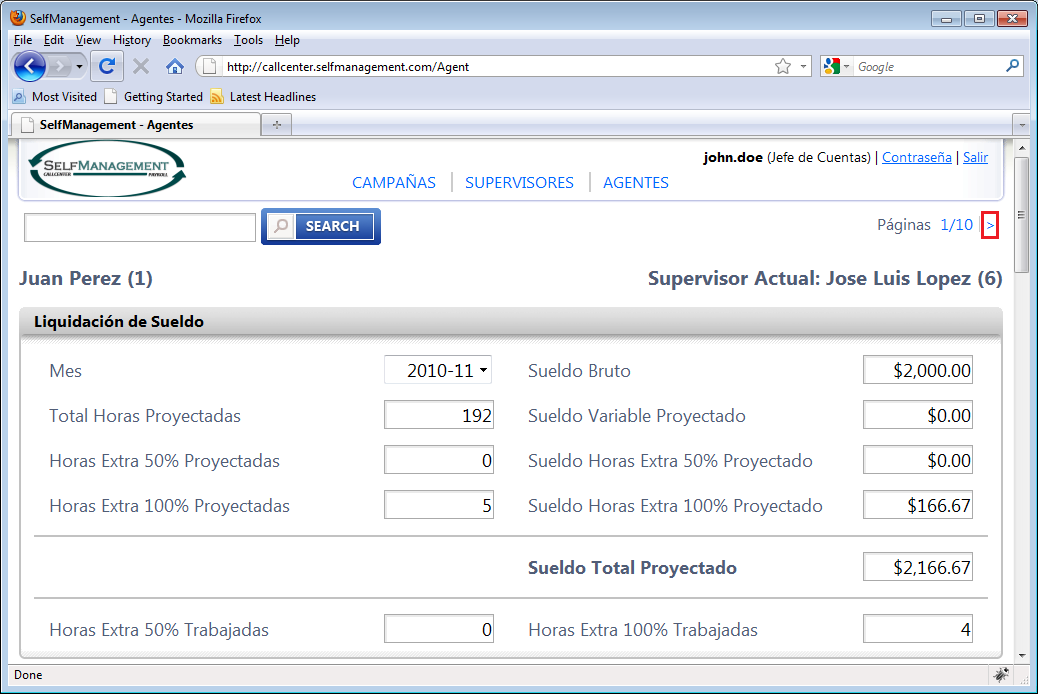 SelfManagement - Agentes - Mozilla Firefox
File Edit View History Bookmarks Tools Help
http://callcenter.selfmanagement.com/Agent
Google
Most Visited Getting Started Latest Headlines
SelfManagement - Agentes
SELFMANAGEMENT
CALLCENTER PAYROLL
john.doe (Jefe de Cuentas) | Contraseña | Salir
CAMPAÑAS | SUPERVISORES | AGENTES
SEARCH
Páginas 1/10 >
Juan Perez (1) Supervisor Actual: Jose Luis Lopez (6)
Liquidación de Sueldo
Mes 2010-11 Sueldo Bruto $2,000.00
Total Horas Proyectadas 192 Sueldo Variable Proyectado $0.00
Horas Extra 50% Proyectadas 0 Sueldo Horas Extra 50% Proyectado $0.00
Horas Extra 100% Proyectadas 5 Sueldo Horas Extra 100% Proyectado $166.67
Sueldo Total Proyectado $2,166.67
Horas Extra 50% Trabajadas 0 Horas Extra 100% Trabajadas 4
Done